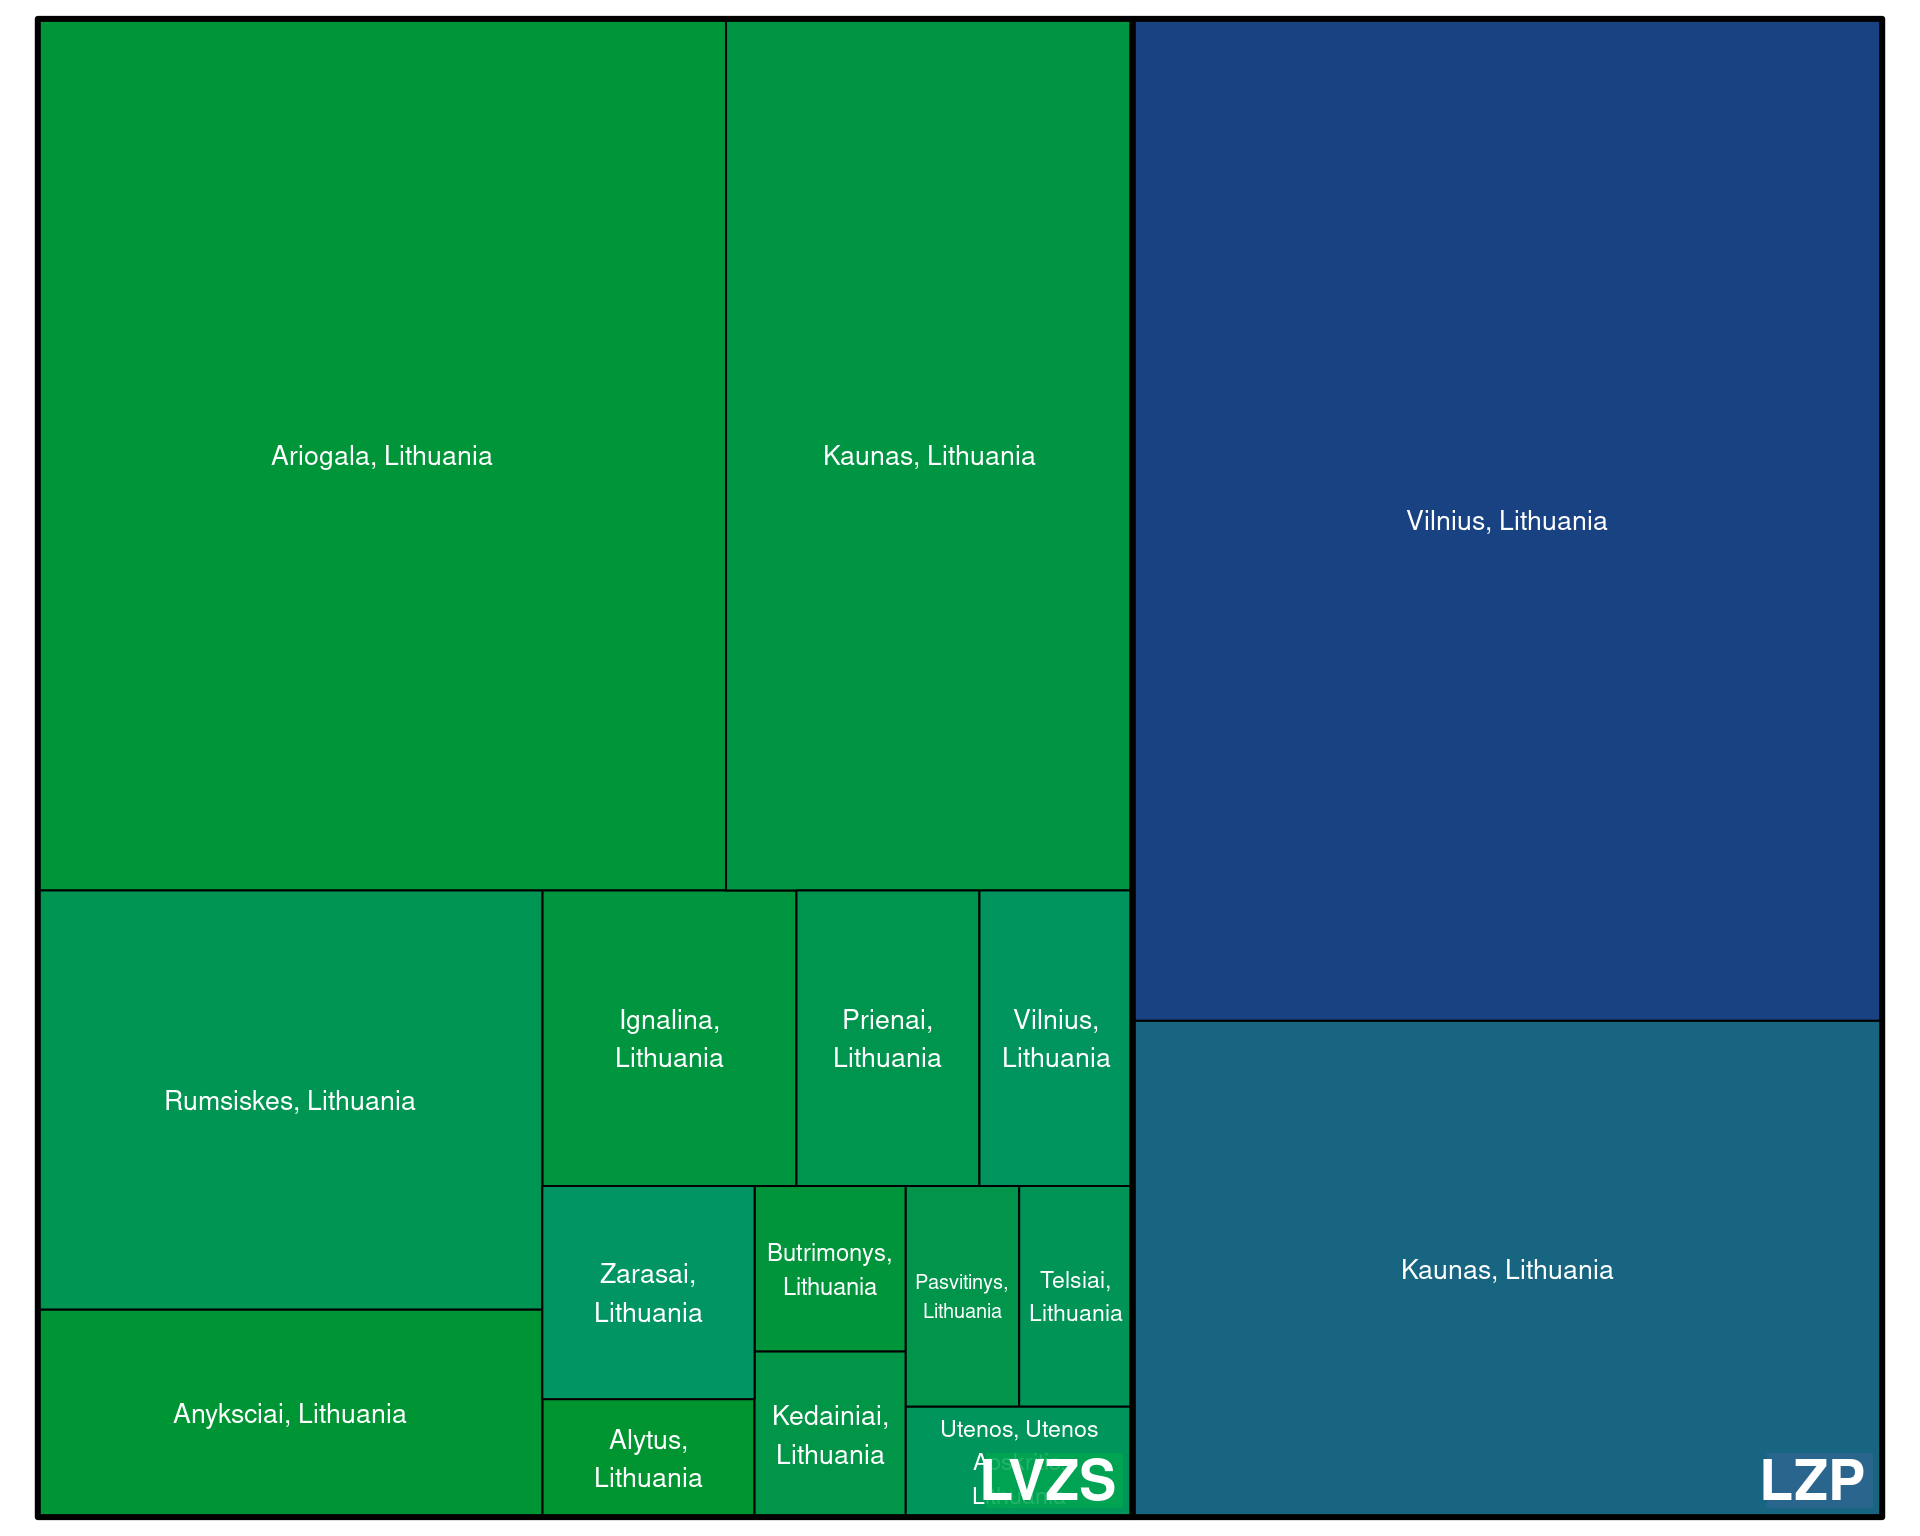 Ariogala, Lithuania
Kaunas, Lithuania
Vilnius, Lithuania
Rumsiskes, Lithuania
Ignalina,
Lithuania
Prienai,
Lithuania
Vilnius,
Lithuania
Zarasai,
Lithuania
Butrimonys,
Lithuania
Pasvitinys,
Lithuania
Telsiai,
Lithuania
Kaunas, Lithuania
Anyksciai, Lithuania
Alytus,
Lithuania
Kedainiai,
Lithuania
Utenos, Utenos
Lithuania
LVZS
LZP